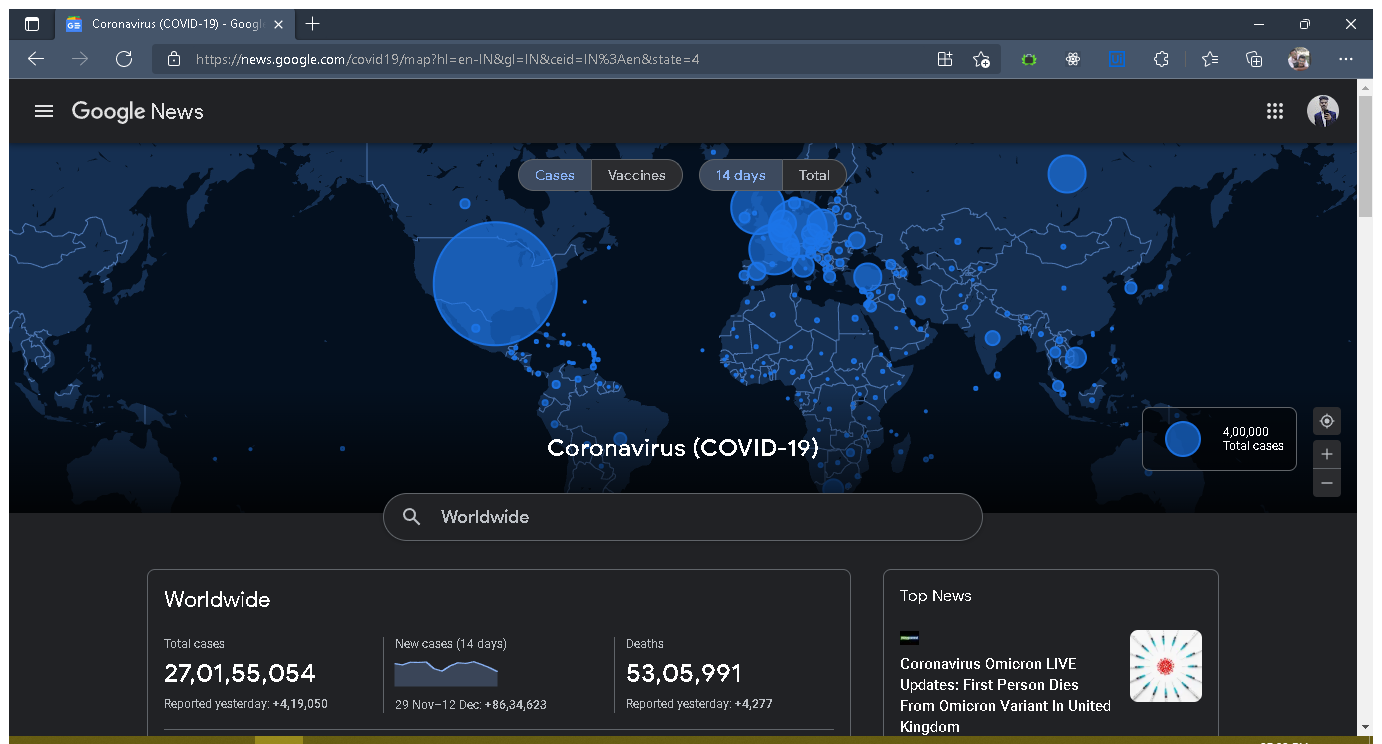 Coronavirus (COVID-19) - Googl
https://news.google.com/covid19/map?hl=en-IN&gl=IN&ceid=IN%3Aen&state=4
Google News
Cases Vaccines 14 days Total
4,00,000
Total cases
Coronavirus (COVID-19)
Worldwide
Worldwide
Total cases
27,01,55,054
Reported yesterday: +4,19,050
New cases (14 days)
29 Nov–12 Dec: +86,34,623
Deaths
53,05,991
Reported yesterday: +4,277
Top News
Coronavirus Omicron LIVE
Updates: First Person Dies
From Omicron Variant In United
Kingdom